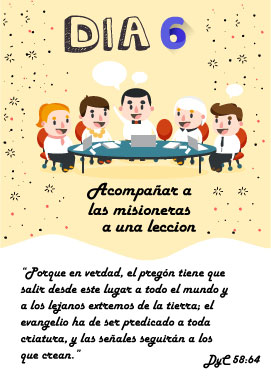 DIA 6
Acompañar a
las misioneras
a una leccion
"Porque en verdad, el pregón tiene que
salir desde este lugar a todo el mundo y
a los lejanos extremos de la tierra; el
evangelio ha de ser predicado a toda
criatura, y las señales seguirán a los
que crean."
DyC 58:64